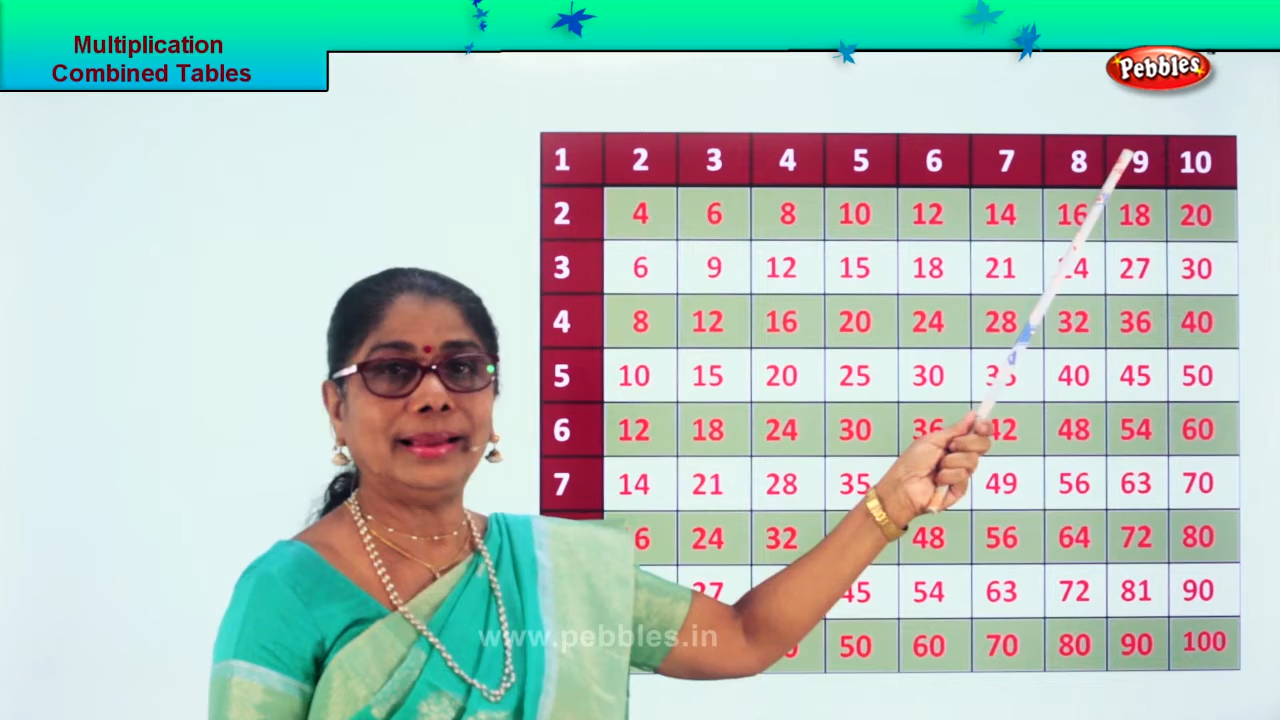 Multiplication
Combined Tables
Pebbles
1 2 3 4 5 6 7 8 9 10
2 4 6 8 10 12 14 16 18 20
3 6 9 12 15 18 21 24 27 30
4 8 12 16 20 24 28 32 36 40
5 10 15 20 25 30 35 40 45 50
6 12 18 24 30 36 42 48 54 60
7 14 21 28 35 49 56 63 70
6 24 32 48 56 64 72 80
27 45 54 63 72 81 90
50 60 70 80 90 100
www.pebbles.in